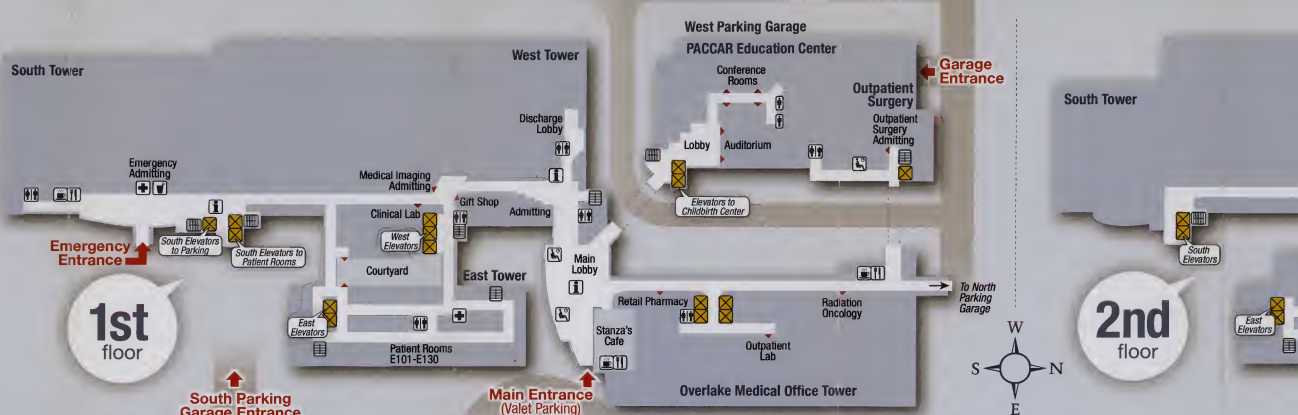 West Parking Garage
PACCAR Education Center
Conference
Rooms
Garage
Entrance
Outpatient
Surgery
Outpatient
Surgery
Admitting
Lobby
Auditorium
Elevators to
Childbirth Center
South Tower
West Tower
Discharge
Lobby
Emergency
Admitting
Medical Imaging
Admitting
Gift Shop
Admitting
Clinical Lab
West
Elevators
South Elevators
to Parking
South Elevators to
Patient Rooms
Emergency
Entrance
Courtyard
East Tower
Main
Lobby
East
Elevators
Patient Rooms
E101-E130
Retail Pharmacy
Radiation
Oncology
To North
Parking
Garage
Stanza's
Cafe
Outpatient
Lab
Overlake Medical Office Tower
Main Entrance
(Valet Parking)
South Parking
Garage Entrance
1st
floor
W
S
N
E
South Tower
South
Elevators
East
Elevators
2nd
floor